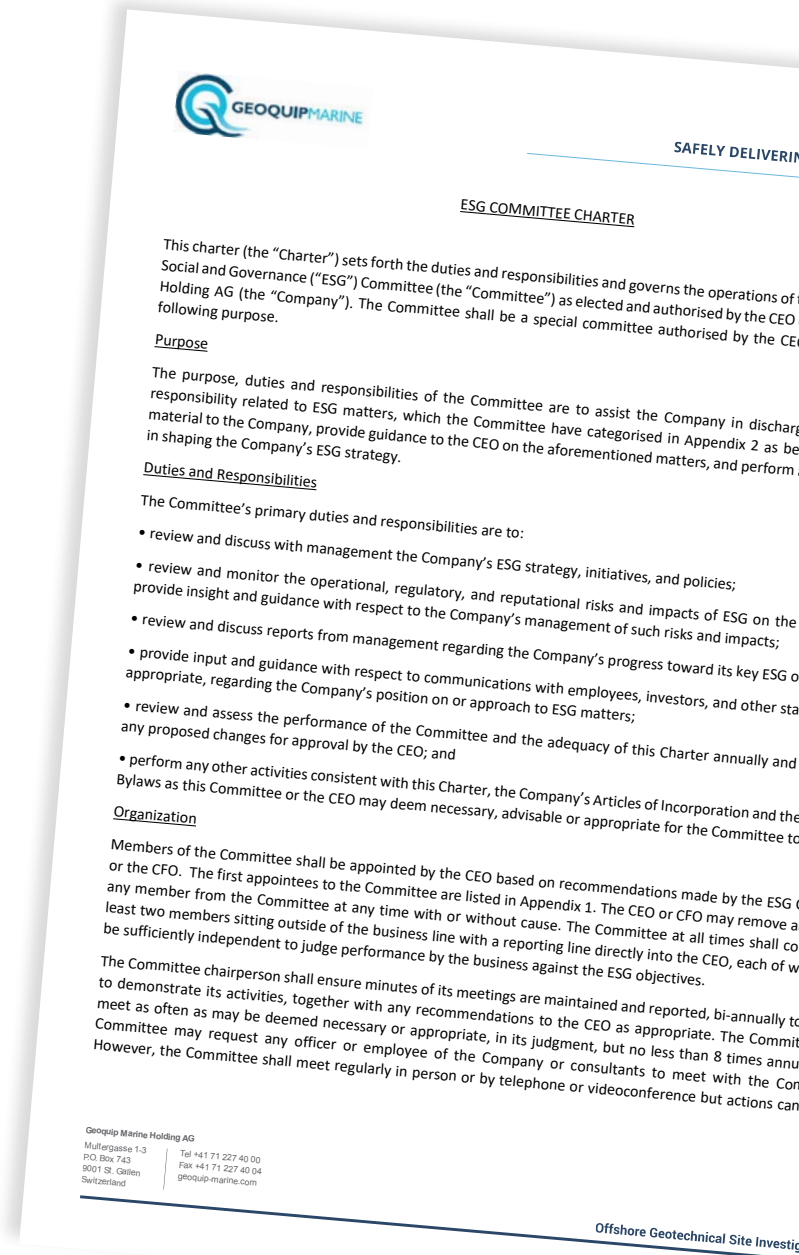 GEOQUIPMARINE
SAFELY DELIVERIN
ESG COMMITTEE CHARTER
This charter (the “Charter”) sets forth the duties and responsibilities and governs the operations of t
Social and Governance (“ESG”) Committee (the “Committee”) as elected and authorised by the CEO
Holding AG (the “Company”). The Committee shall be a special committee authorised by the CEO
following purpose.
Purpose
The purpose, duties and responsibilities of the Committee are to assist the Company in discharg
responsibility related to ESG matters, which the Committee have categorised in Appendix 2 as be
material to the Company, provide guidance to the CEO on the aforementioned matters, and perform a
in shaping the Company’s ESG strategy.
Duties and Responsibilities
The Committee’s primary duties and responsibilities are to:
• review and discuss with management the Company’s ESG strategy, initiatives, and policies;
• review and monitor the operational, regulatory, and reputational risks and impacts of ESG on the
provide insight and guidance with respect to the Company’s management of such risks and impacts;
• review and discuss reports from management regarding the Company’s progress toward its key ESG o
• provide input and guidance with respect to communications with employees, investors, and other sta
appropriate, regarding the Company’s position on or approach to ESG matters;
• review and assess the performance of the Committee and the adequacy of this Charter annually and
any proposed changes for approval by the CEO; and
• perform any other activities consistent with this Charter, the Company’s Articles of Incorporation and the
Bylaws as this Committee or the CEO may deem necessary, advisable or appropriate for the Committee to
Organization
Members of the Committee shall be appointed by the CEO based on recommendations made by the ESG C
or the CFO. The first appointees to the Committee are listed in Appendix 1. The CEO or CFO may remove a
any member from the Committee at any time with or without cause. The Committee at all times shall co
least two members sitting outside of the business line with a reporting line directly into the CEO, each of w
be sufficiently independent to judge performance by the business against the ESG objectives.
The Committee chairperson shall ensure minutes of its meetings are maintained and reported, bi-annually to
to demonstrate its activities, together with any recommendations to the CEO as appropriate. The Commit
meet as often as may be deemed necessary or appropriate, in its judgment, but no less than 8 times annu
Committee may request any officer or employee of the Company or consultants to meet with the Com
However, the Committee shall meet regularly in person or by telephone or videoconference but actions can
Geoquip Marine Holding AG
Multergasse 1-3
P.O. Box 743
9001 St. Gallen
Switzerland
Tel +41 71 227 40 00
Fax +41 71 227 40 04
geoquip-marine.com
Offshore Geotechnical Site Investig